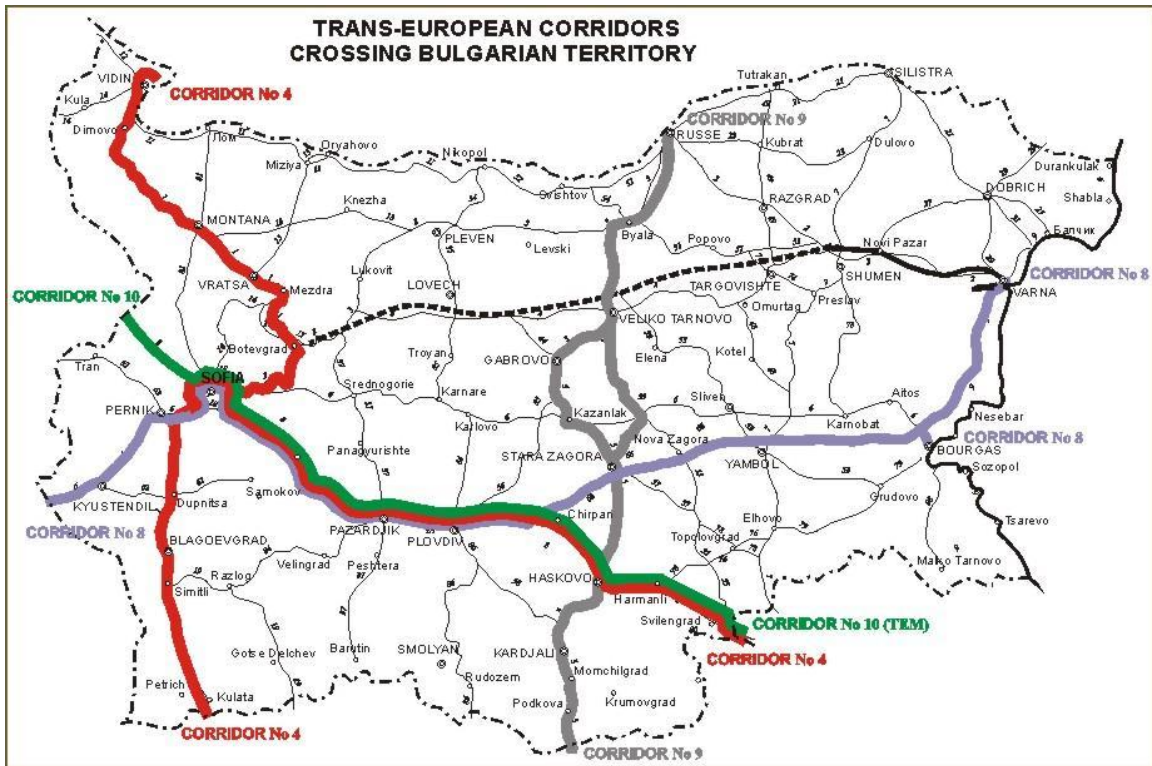 TRANS-EUROPEAN CORRIDORS
CROSSING BULGARIAN TERRITORY
VIDIN
CORRIDOR No 4
Kula
Dimovo
Лом
Oryahovo
Miziya
Nikopol
Svishtov
CORRIDOR No 9
RUSSE
Tutrakan
SILISTRA
Kubrat
Dulovo
Durankulak
DOBRICH
Shabla
Балчик
MONTANA
Knezha
PLEVEN
Levski
Byala
Popovo
RAZGRAD
Novi Pazar
SHUMEN
CORRIDOR No 8
VARNA
VRATSA
Mezdra
Lukovit
LOVECH
TARGOVISHTE
Omurtag
Preslav
CORRIDOR No 10
Botevgrad
VELIKO TARNOVO
Tran
Troyan
GABROVO
Elena
Kotel
SOFIA
PERNIK
Srednogorie
Karnare
Karlovo
Kazanlak
Sliven
Aitos
Karnobat
Nesebar
CORRIDOR No 8
BOURGAS
Nova Zagora
Panagyurishte
STARA ZAGORA
YAMBOL
Sozopol
KYUSTENDIL
Dupnitsa
Samokov
Grudovo
CORRIDOR No 8
PAZARDJIK
PLOVDIV
Chirpan
Elhovo
Tsarevo
BLAGOEVGRAD
Velingrad
Peshtera
Topolovgrad
Malko Tarnovo
Simitli
Razlog
HASKOVO
Harmanli
Svilengrad
CORRIDOR No 10 (TEM)
CORRIDOR No 4
Gotse Delchev
Barutin
SMOLYAN
KARDJALI
Rudozem
Momchilgrad
Petrich
Kulata
Podkova
Krumovgrad
CORRIDOR No 4
CORRIDOR No 9